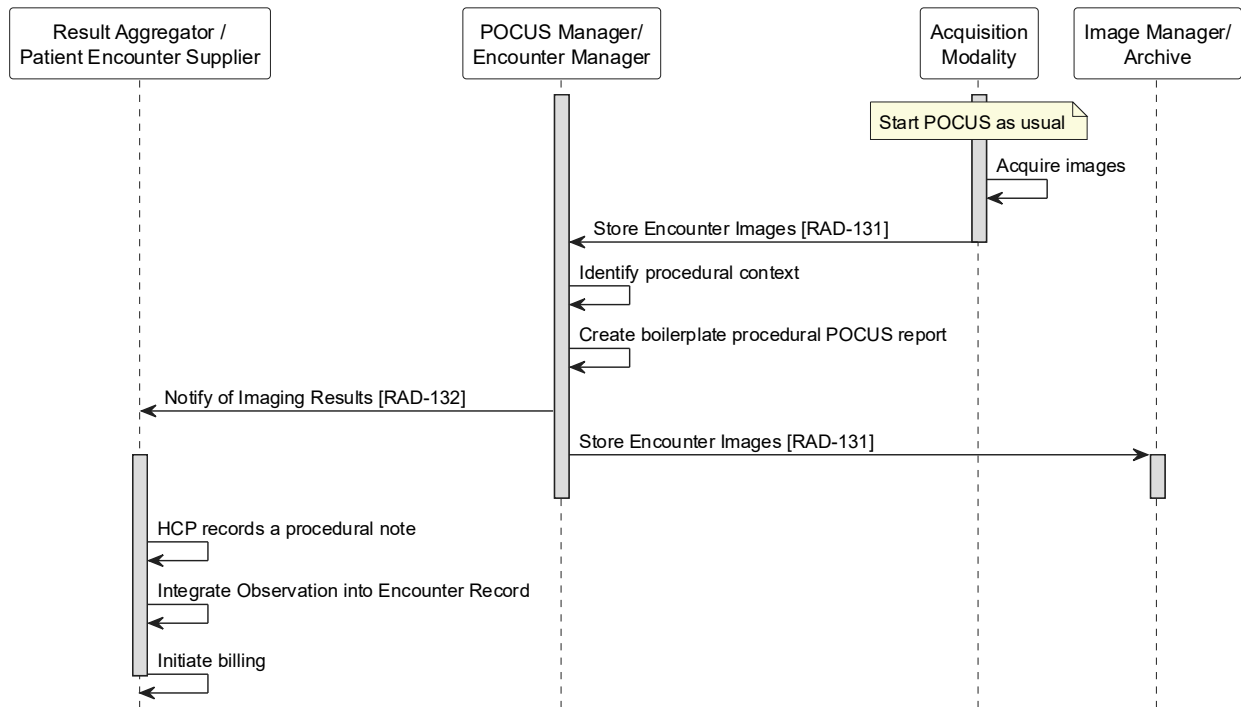 Result Aggregator /
Patient Encounter Supplier
POCUS Manager/
Encounter Manager
Acquisition
Modality
Image Manager/
Archive
Start POCUS as usual
Acquire images
Store Encounter Images [RAD-131]
Identify procedural context
Create boilerplate procedural POCUS report
Notify of Imaging Results [RAD-132]
Store Encounter Images [RAD-131]
HCP records a procedural note
Integrate Observation into Encounter Record
Initiate billing